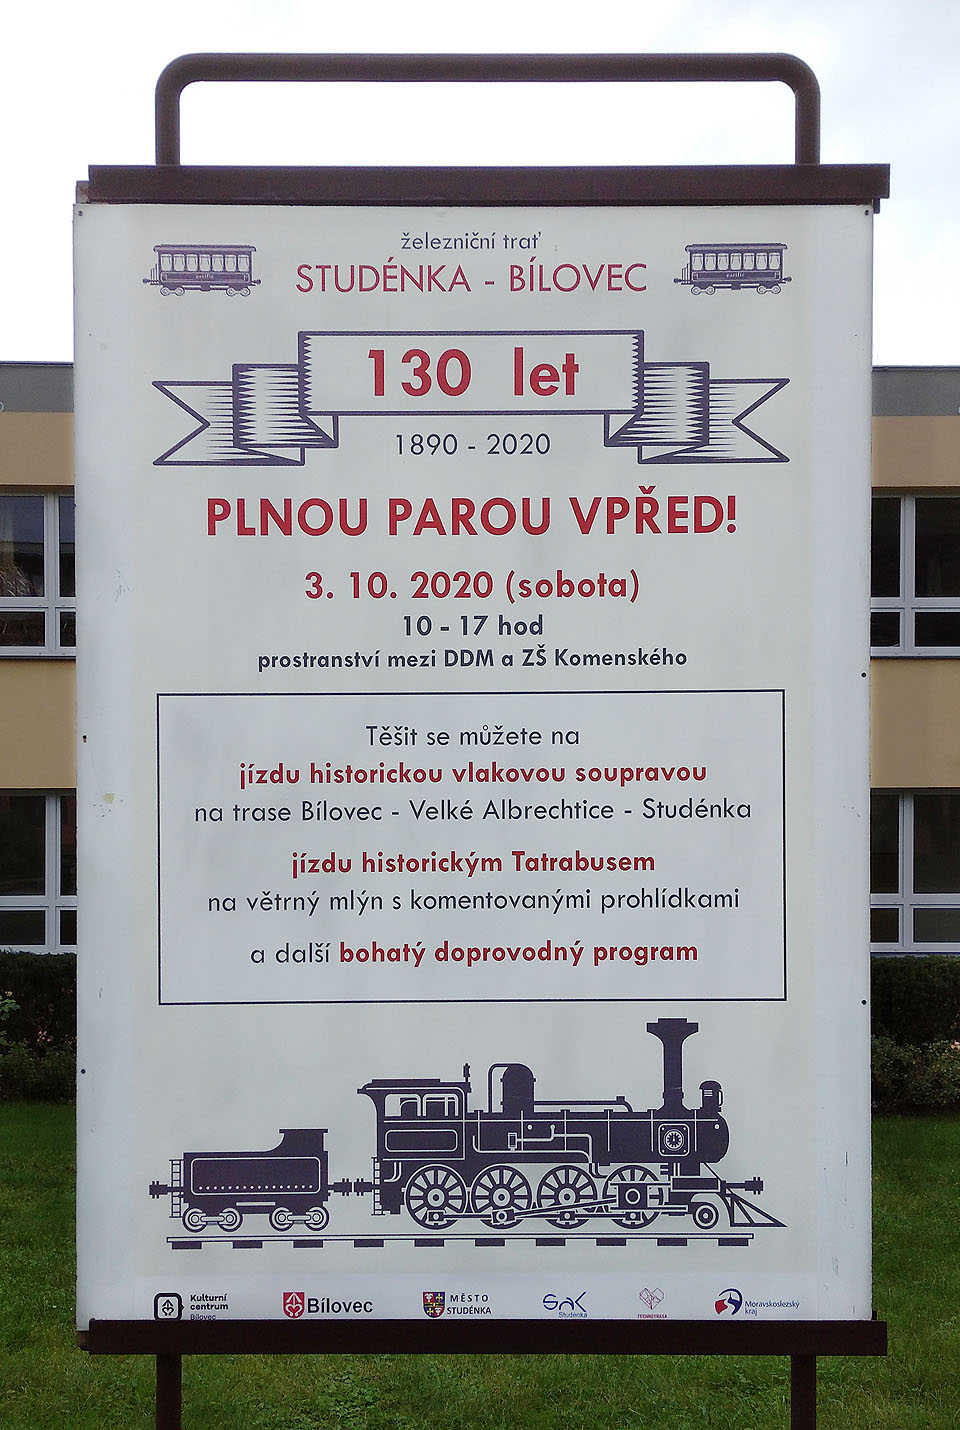 železniční trať
STUDÉNKA - BÍLOVEC
130 let
1890 - 2020
PLNOU PAROU VPŘED!
3. 10. 2020 (sobota)
10 - 17 hod
prostranství mezi DDM a ZŠ Komenského
Těšit se můžete na
jízdu historickou vlakovou soupravou
na trase Bílovec - Velké Albrechtice - Studénka
jízdu historickým Tatrabusem
na větrný mlýn s komentovanými prohlídkami
a další bohatý doprovodný program
Kulturní
centrum
Bílovec
Bílovec
MĚSTO
STUDÉNKA
SAK
Studénka
TECHNOTRASA
Moravskoslezský
kraj